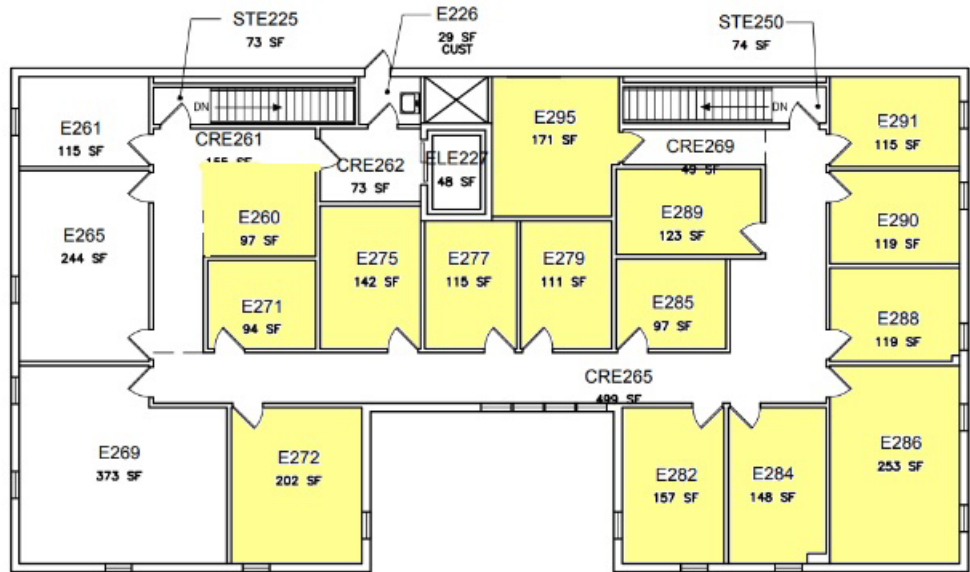 STE225
73 SF
E226
29 SF
CUST
STE250
74 SF
DN
DN
E261
115 SF
CRE261
155 SF
CRE262
73 SF
ELE227
48 SF
E295
171 SF
CRE269
49 SF
E291
115 SF
E265
244 SF
E260
97 SF
E289
123 SF
E290
119 SF
E275
142 SF
E277
115 SF
E279
111 SF
E271
94 SF
E285
97 SF
E288
119 SF
CRE265
499 SF
E269
373 SF
E272
202 SF
E282
157 SF
E284
148 SF
E286
253 SF